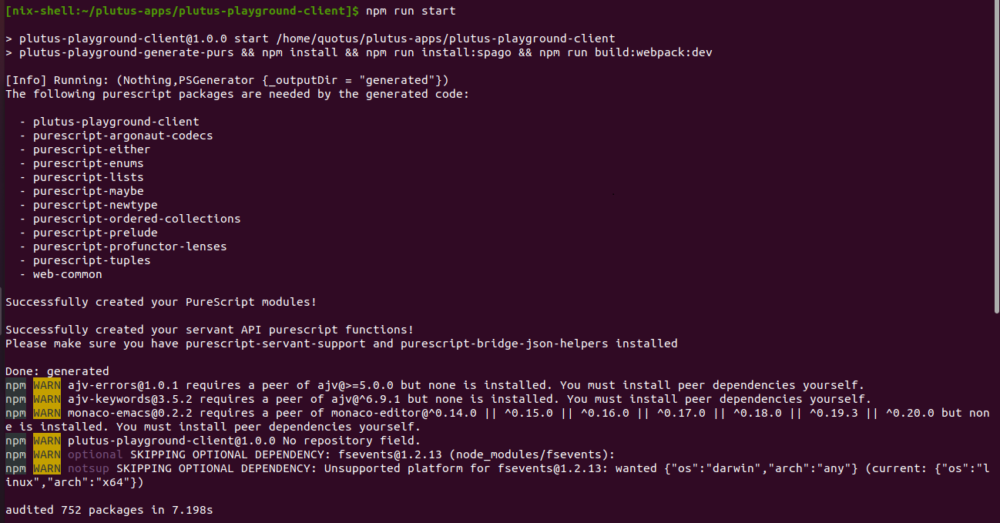 [nix-shell:~/plutus-apps/plutus-playground-client]$ npm run start
> plutus-playground-client@1.0.0 start /home/quotus/plutus-apps/plutus-playground-client
> plutus-playground-generate-purs && npm install && npm run install:spago && npm run build:webpack:dev
[Info] Running: (Nothing,PSGenerator {_outputDir = "generated"})
The following purescript packages are needed by the generated code:
- plutus-playground-client
- purescript-argonaut-codecs
- purescript-either
- purescript-enums
- purescript-lists
- purescript-maybe
- purescript-newtype
- purescript-ordered-collections
- purescript-prelude
- purescript-profunctor-lenses
- purescript-tuples
- web-common
Successfully created your PureScript modules!
Successfully created your servant API purescript functions!
Please make sure you have purescript-servant-support and purescript-bridge-json-helpers installed
Done: generated
npm WARN ajv-errors@1.0.1 requires a peer of ajv@>=5.0.0 but none is installed. You must install peer dependencies yourself.
npm WARN ajv-keywords@3.5.2 requires a peer of ajv@^6.9.1 but none is installed. You must install peer dependencies yourself.
npm WARN monaco-emacs@0.2.2 requires a peer of monaco-editor@^0.14.0 || ^0.15.0 || ^0.16.0 || ^0.17.0 || ^0.18.0 || ^0.19.3 || ^0.20.0 but non
e is installed. You must install peer dependencies yourself.
npm WARN plutus-playground-client@1.0.0 No repository field.
npm WARN optional SKIPPING OPTIONAL DEPENDENCY: fsevents@1.2.13 (node_modules/fsevents):
npm WARN notsup SKIPPING OPTIONAL DEPENDENCY: Unsupported platform for fsevents@1.2.13: wanted {"os":"darwin","arch":"any"} (current: {"os":"l
inux","arch":"x64"})
audited 752 packages in 7.198s